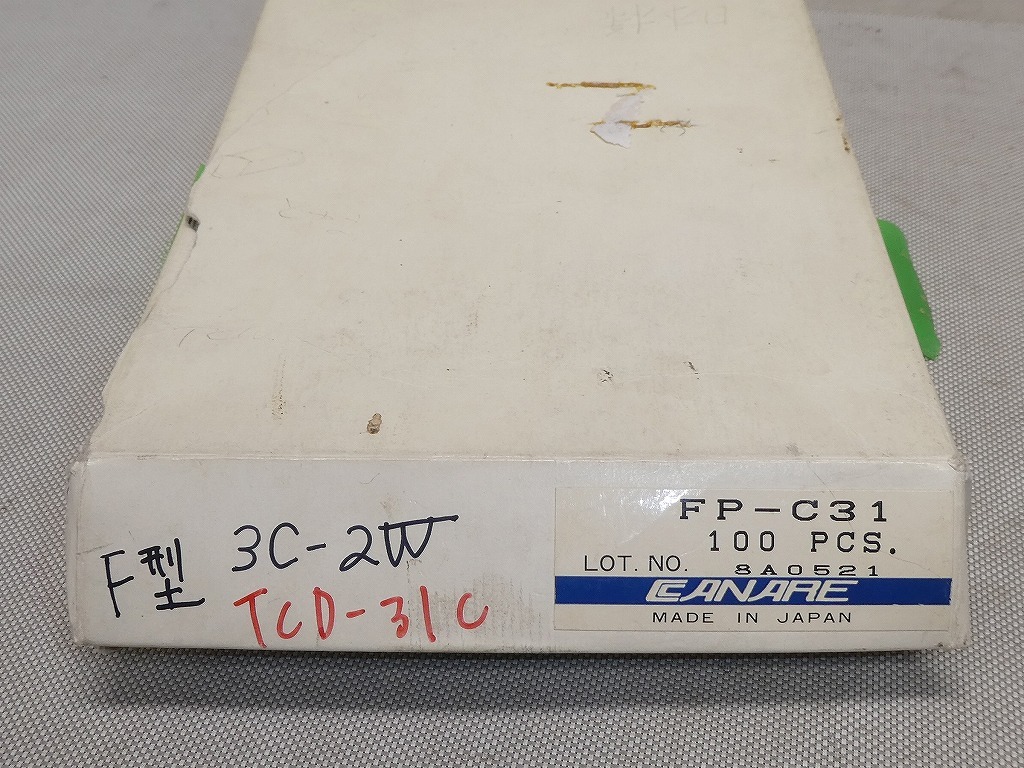 F型
3C-2W
TCD-31C
FP-C31
100 PCS.
LOT. NO. 8A0521
CANARE
MADE IN JAPAN